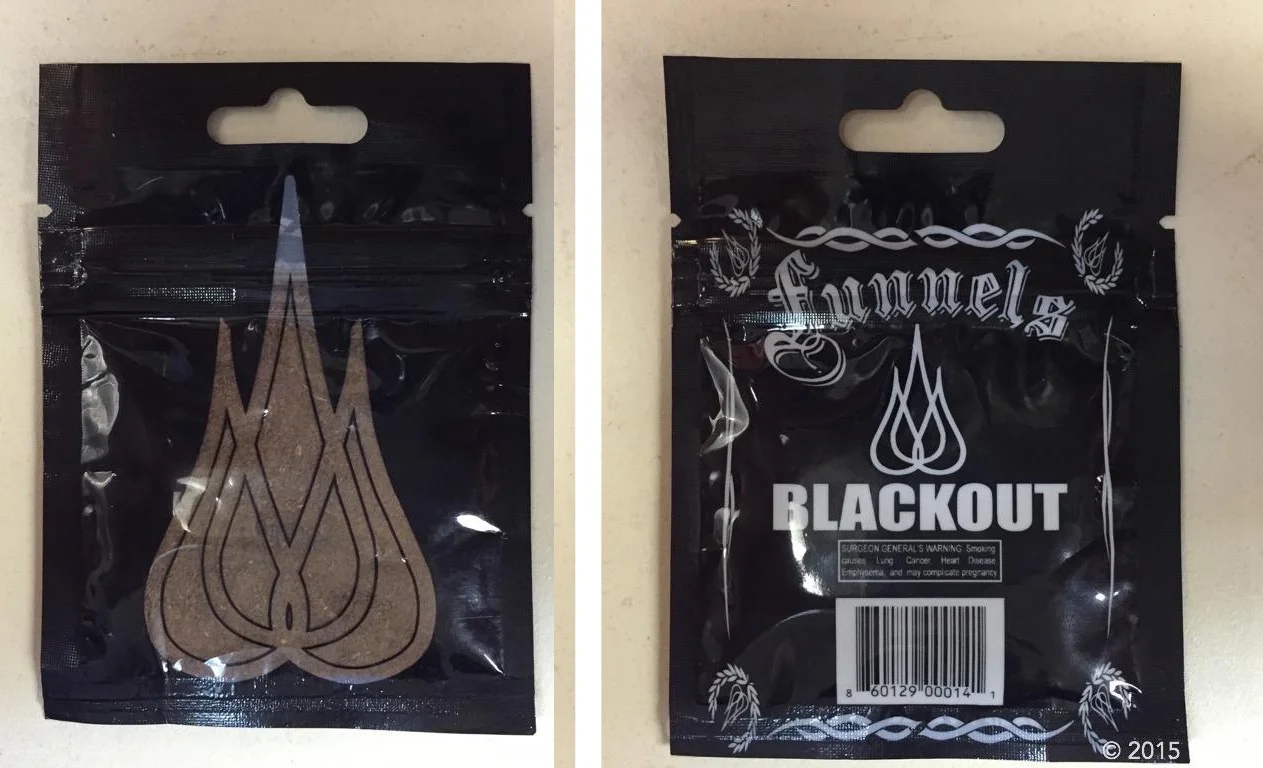 Funnels
BLACKOUT
SURGEON GENERAL'S WARNING: Smoking
causes Lung Cancer, Heart Disease
Emphysema, and may complicate pregnancy
8 60129 00014 1
© 2015